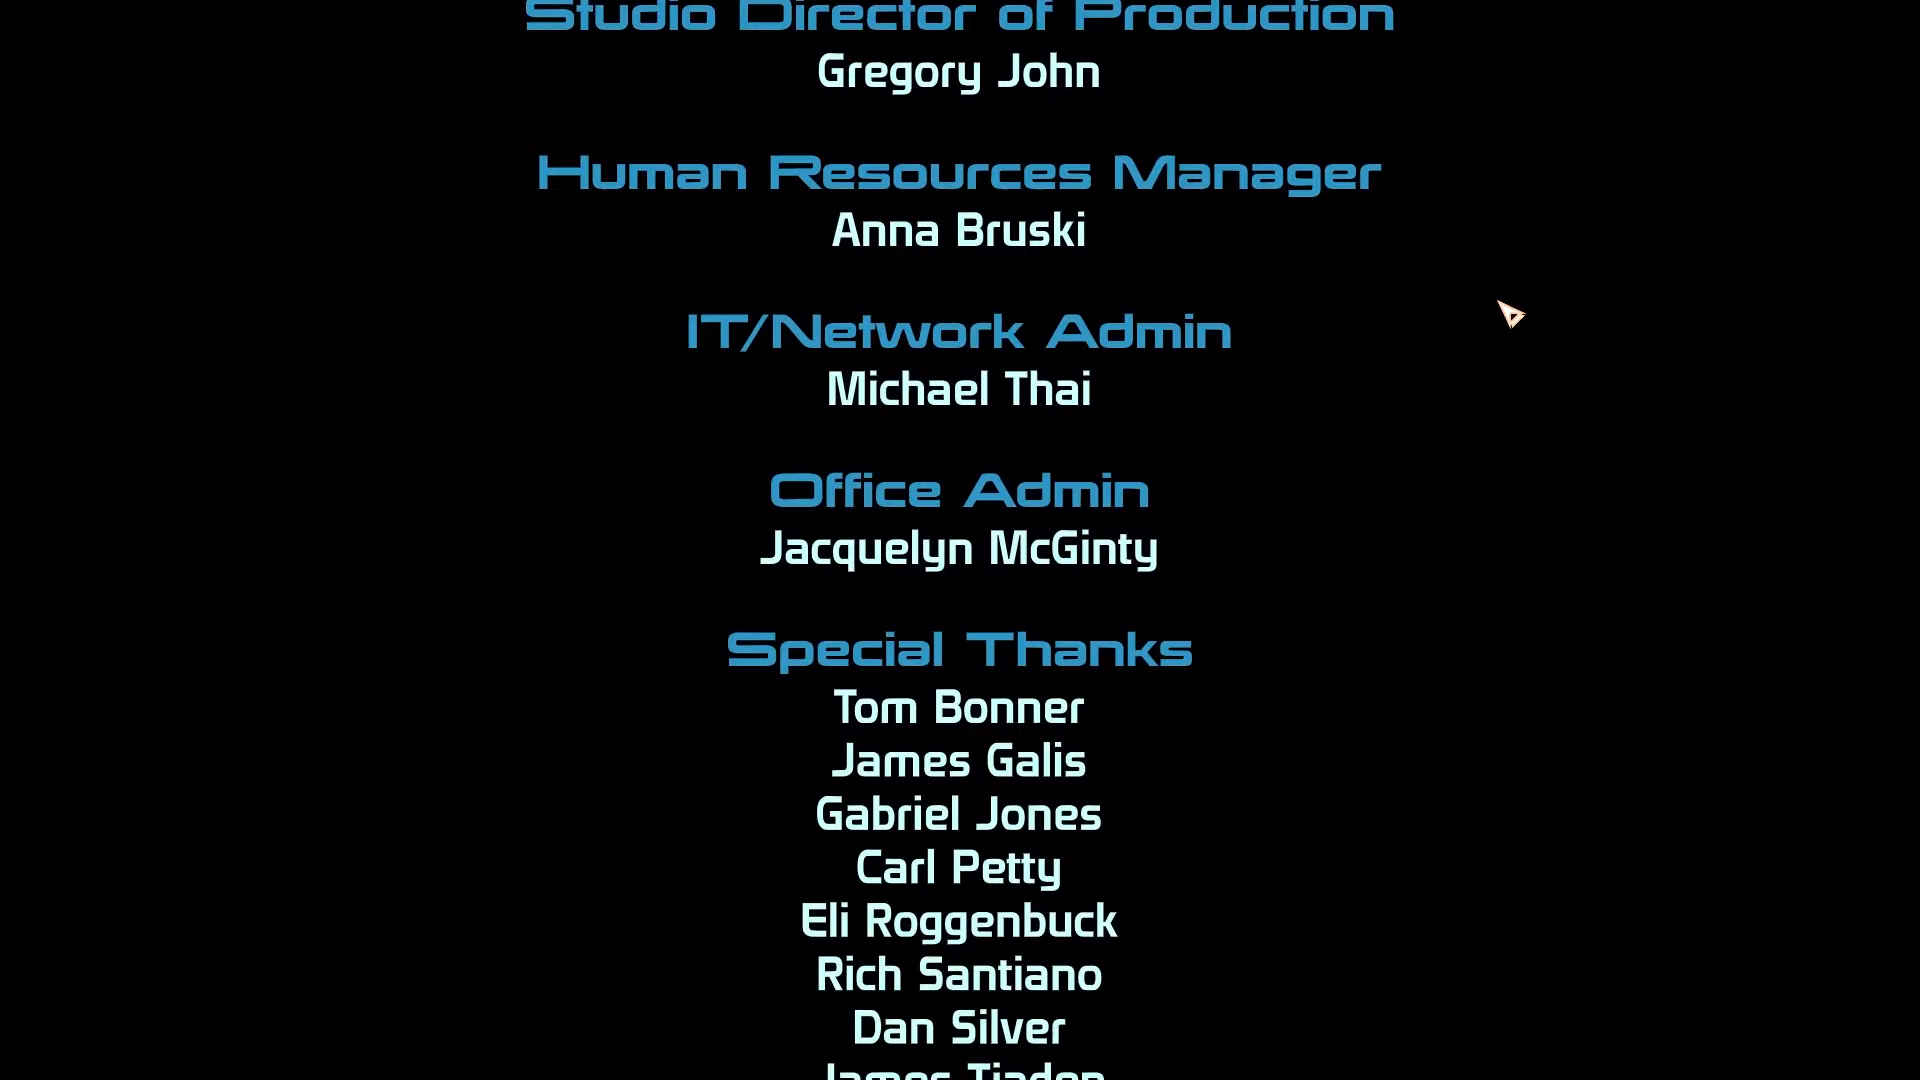 Studio Director of Production
Gregory John
Human Resources Manager
Anna Bruski
IT/Network Admin
Michael Thai
Office Admin
Jacquelyn McGinty
Special Thanks
Tom Bonner
James Galis
Gabriel Jones
Carl Petty
Eli Roggenbuck
Rich Santiano
Dan Silver
James